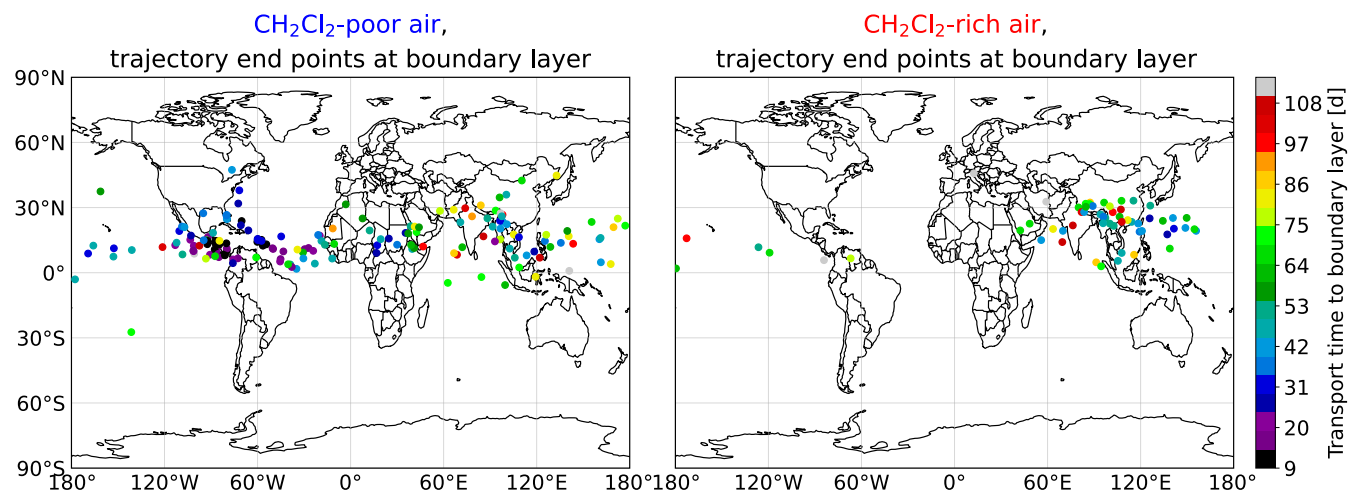 CH₂Cl₂-poor air,
trajectory end points at boundary layer
CH₂Cl₂-rich air,
trajectory end points at boundary layer
90°N
60°N
30°N
0°
30°S
60°S
90°S
180° 120°W 60°W 0° 60°E 120°E 180°
180° 120°W 60°W 0° 60°E 120°E 180°
108
97
86
75
64
53
42
31
20
9
Transport time to boundary layer [d]